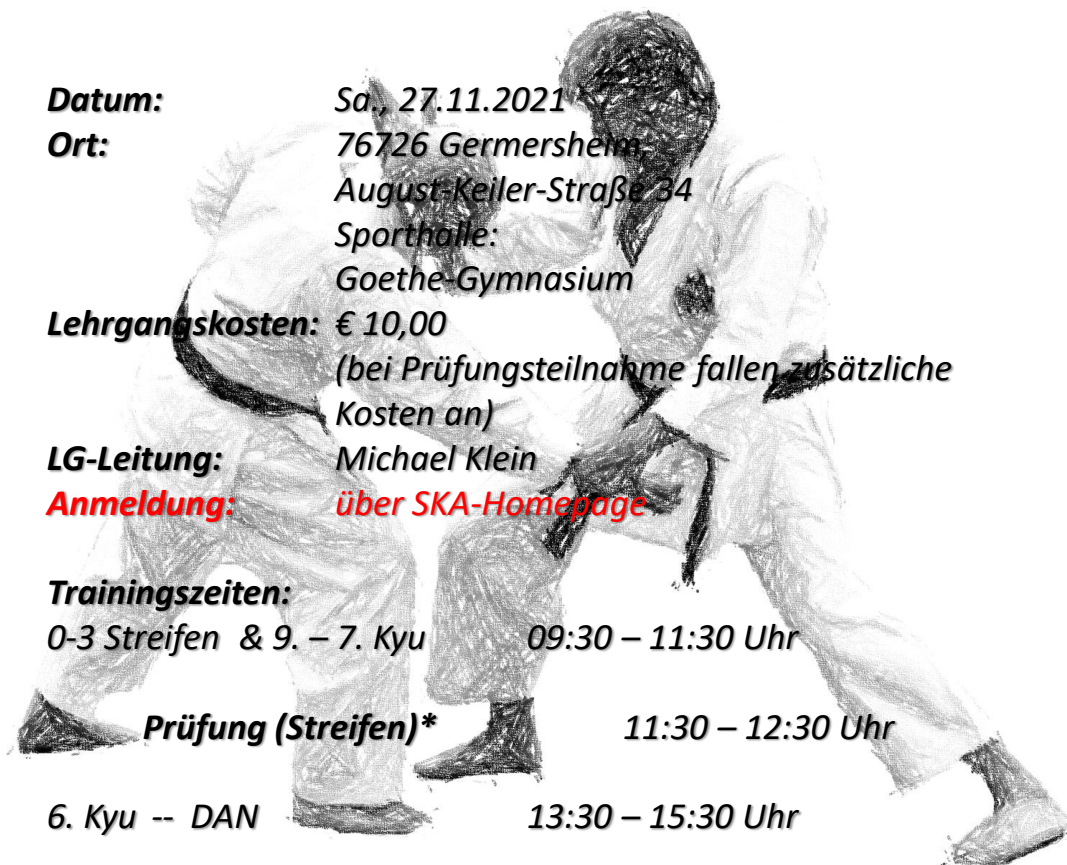 Datum: Sa., 27.11.2021
Ort: 76726 Germersheim,
August-Keiler-Straße 34
Sporthalle:
Goethe-Gymnasium
Lehrgangskosten: € 10,00
(bei Prüfungsteilnahme fallen zusätzliche
Kosten an)
LG-Leitung: Michael Klein
Anmeldung: über SKA-Homepage
Trainingszeiten:
0-3 Streifen & 9. – 7. Kyu 09:30 – 11:30 Uhr
Prüfung (Streifen)* 11:30 – 12:30 Uhr
6. Kyu -- DAN 13:30 – 15:30 Uhr